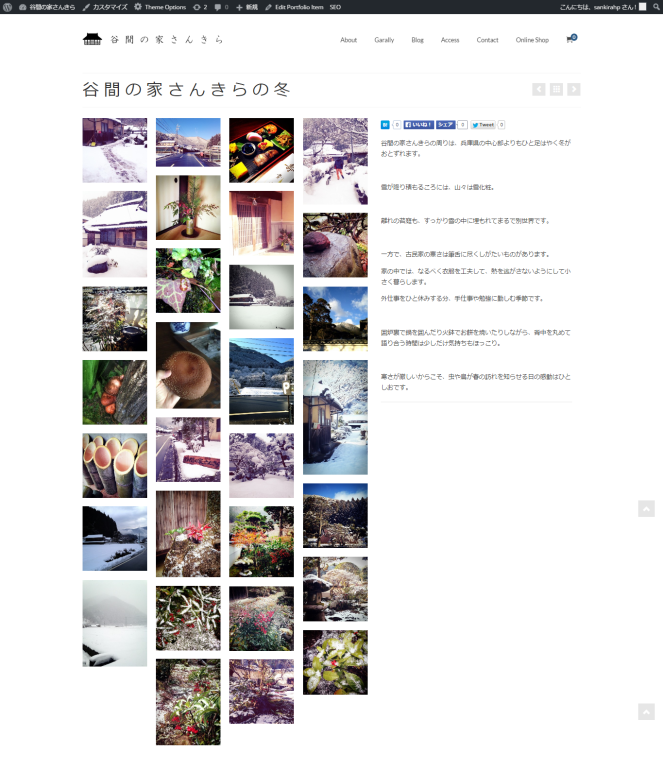 谷間の家さんきら カスタマイズ Theme Options 2 0 新規 Edit Portfolio Item SEO こんにちは、sankirahp さん!
谷間の家さんきら About Garally Blog Access Contact Online Shop 0
谷間の家さんきらの冬
0 いいね! シェア 0 Tweet 0
谷間の家さんきらの周りは、兵庫県の中心部よりもひと足はやく冬が
おとずれます。
雪が降り積もるころには、山々は雪化粧。
離れの苔庭も、すっかり雪の中に埋もれてまるで別世界です。
一方で、古民家の寒さは筆舌に尽くしがたいものがあります。
家の中では、なるべく衣服を工夫して、熱を逃がさないようにして小
さく暮らします。
外仕事をひと休みする分、手仕事や勉強に勤しむ季節です。
囲炉裏で鍋を囲んだり火鉢でお餅を焼いたりしながら、背中を丸めて
語り合う時間は少しだけ気持ちもほっこり。
寒さが厳しいからこそ、虫や鳥が春の訪れを知らせる日の感動はひと
しおです。